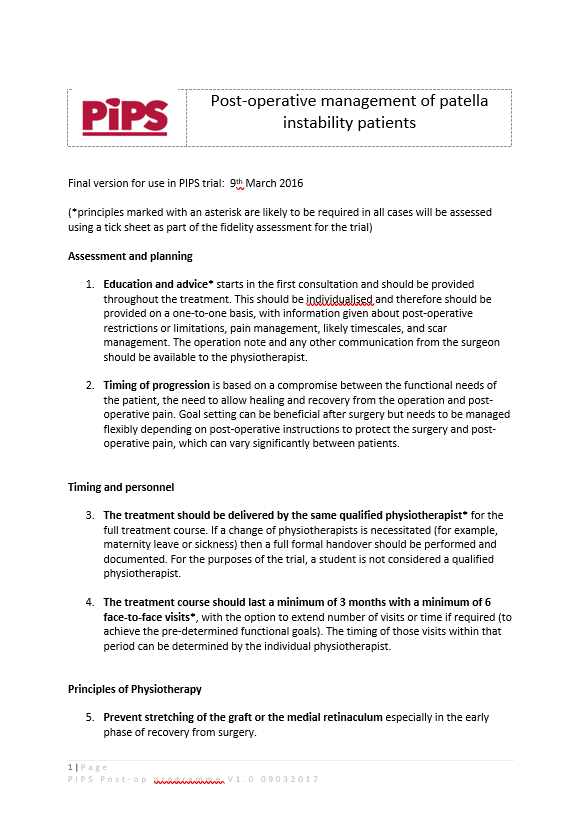 PiPS
Post-operative management of patella
instability patients
Final version for use in PIPS trial:  9th March 2016
(*principles marked with an asterisk are likely to be required in all cases will be assessed
using a tick sheet as part of the fidelity assessment for the trial)
Assessment and planning
1. Education and advice* starts in the first consultation and should be provided
throughout the treatment. This should be individualised and therefore should be
provided on a one-to-one basis, with information given about post-operative
restrictions or limitations, pain management, likely timescales, and scar
management. The operation note and any other communication from the surgeon
should be available to the physiotherapist.
2. Timing of progression is based on a compromise between the functional needs of
the patient, the need to allow healing and recovery from the operation and post-
operative pain. Goal setting can be beneficial after surgery but needs to be managed
flexibly depending on post-operative instructions to protect the surgery and post-
operative pain, which can vary significantly between patients.
Timing and personnel
3. The treatment should be delivered by the same qualified physiotherapist* for the
full treatment course. If a change of physiotherapists is necessitated (for example,
maternity leave or sickness) then a full formal handover should be performed and
documented. For the purposes of the trial, a student is not considered a qualified
physiotherapist.
4. The treatment course should last a minimum of 3 months with a minimum of 6
face-to-face visits*, with the option to extend number of visits or time if required (to
achieve the pre-determined functional goals). The timing of those visits within that
period can be determined by the individual physiotherapist.
Principles of Physiotherapy
5. Prevent stretching of the graft or the medial retinaculum especially in the early
phase of recovery from surgery.
1 | Page
PIPS Post-op programme V1.0 09032017